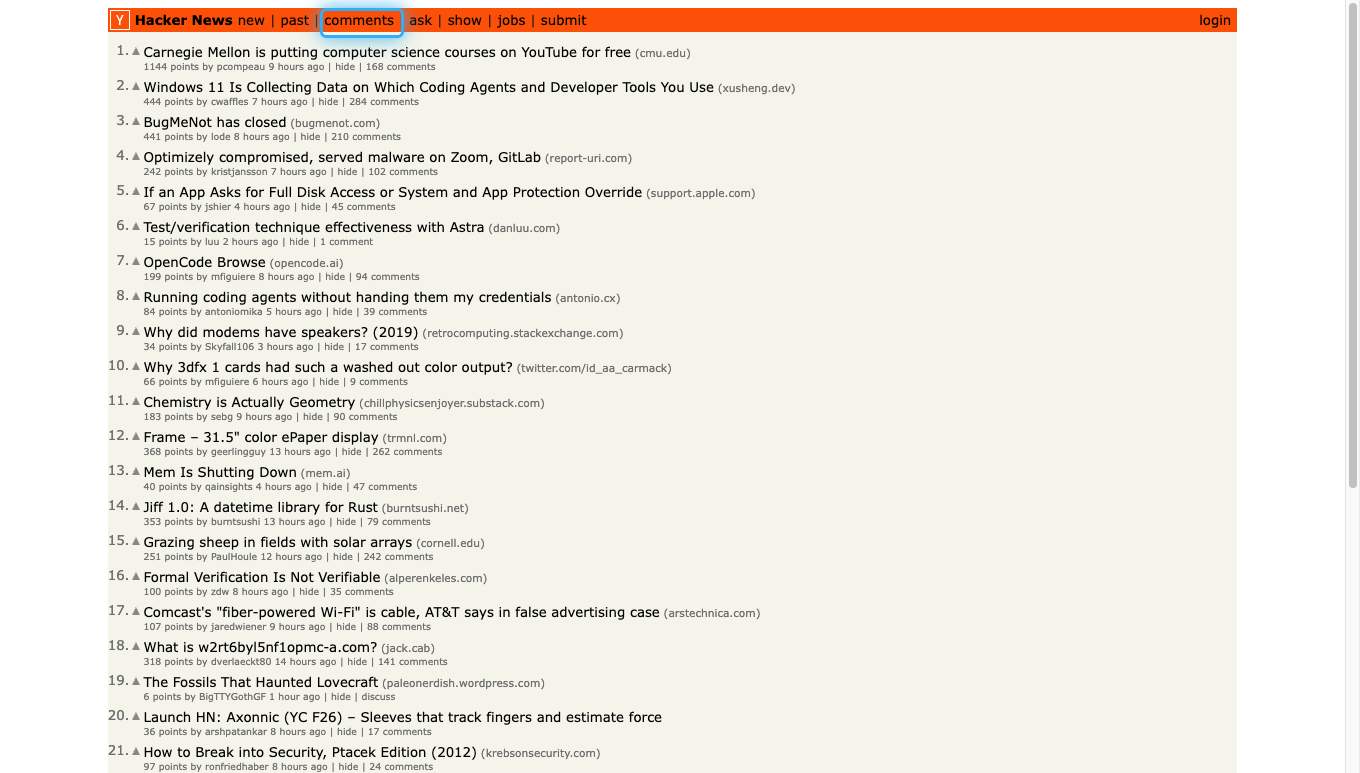 Y Hacker News new | past | comments ask | show | jobs | submit login
1. Carnegie Mellon is putting computer science courses on YouTube for free (cmu.edu)
1144 points by pcompeau 9 hours ago | hide | 168 comments
2. Windows 11 Is Collecting Data on Which Coding Agents and Developer Tools You Use (xusheng.dev)
444 points by cwaffles 7 hours ago | hide | 284 comments
3. BugMeNot has closed (bugmenot.com)
441 points by lode 8 hours ago | hide | 210 comments
4. Optimizely compromised, served malware on Zoom, GitLab (report-uri.com)
242 points by kristjansson 7 hours ago | hide | 102 comments
5. If an App Asks for Full Disk Access or System and App Protection Override (support.apple.com)
67 points by jshier 4 hours ago | hide | 45 comments
6. Test/verification technique effectiveness with Astra (danluu.com)
15 points by luu 2 hours ago | hide | 1 comment
7. OpenCode Browse (opencode.ai)
199 points by mfiguiere 8 hours ago | hide | 94 comments
8. Running coding agents without handing them my credentials (antonio.cx)
84 points by antoniomika 5 hours ago | hide | 39 comments
9. Why did modems have speakers? (2019) (retrocomputing.stackexchange.com)
34 points by Skyfall106 3 hours ago | hide | 17 comments
10. Why 3dfx 1 cards had such a washed out color output? (twitter.com/id_aa_carmack)
66 points by mfiguiere 6 hours ago | hide | 9 comments
11. Chemistry is Actually Geometry (chillphysicsenjoyer.substack.com)
183 points by sebg 9 hours ago | hide | 90 comments
12. Frame – 31.5" color ePaper display (trmnl.com)
368 points by geerlingguy 13 hours ago | hide | 262 comments
13. Mem Is Shutting Down (mem.ai)
40 points by qainsights 4 hours ago | hide | 47 comments
14. Jiff 1.0: A datetime library for Rust (burntsushi.net)
353 points by burntsushi 13 hours ago | hide | 79 comments
15. Grazing sheep in fields with solar arrays (cornell.edu)
251 points by PaulHoule 12 hours ago | hide | 242 comments
16. Formal Verification Is Not Verifiable (alperenkeles.com)
100 points by zdw 8 hours ago | hide | 35 comments
17. Comcast's "fiber-powered Wi-Fi" is cable, AT&T says in false advertising case (arstechnica.com)
107 points by jaredwiener 9 hours ago | hide | 88 comments
18. What is w2rt6byl5nf1opmc-a.com? (jack.cab)
318 points by dverlaeckt80 14 hours ago | hide | 141 comments
19. The Fossils That Haunted Lovecraft (paleonerdish.wordpress.com)
6 points by BigTTYGothGF 1 hour ago | hide | discuss
20. Launch HN: Axonnic (YC F26) – Sleeves that track fingers and estimate force
36 points by arshpatankar 8 hours ago | hide | 17 comments
21. How to Break into Security, Ptacek Edition (2012) (krebsonsecurity.com)
97 points by ronfriedhaber 8 hours ago | hide | 24 comments